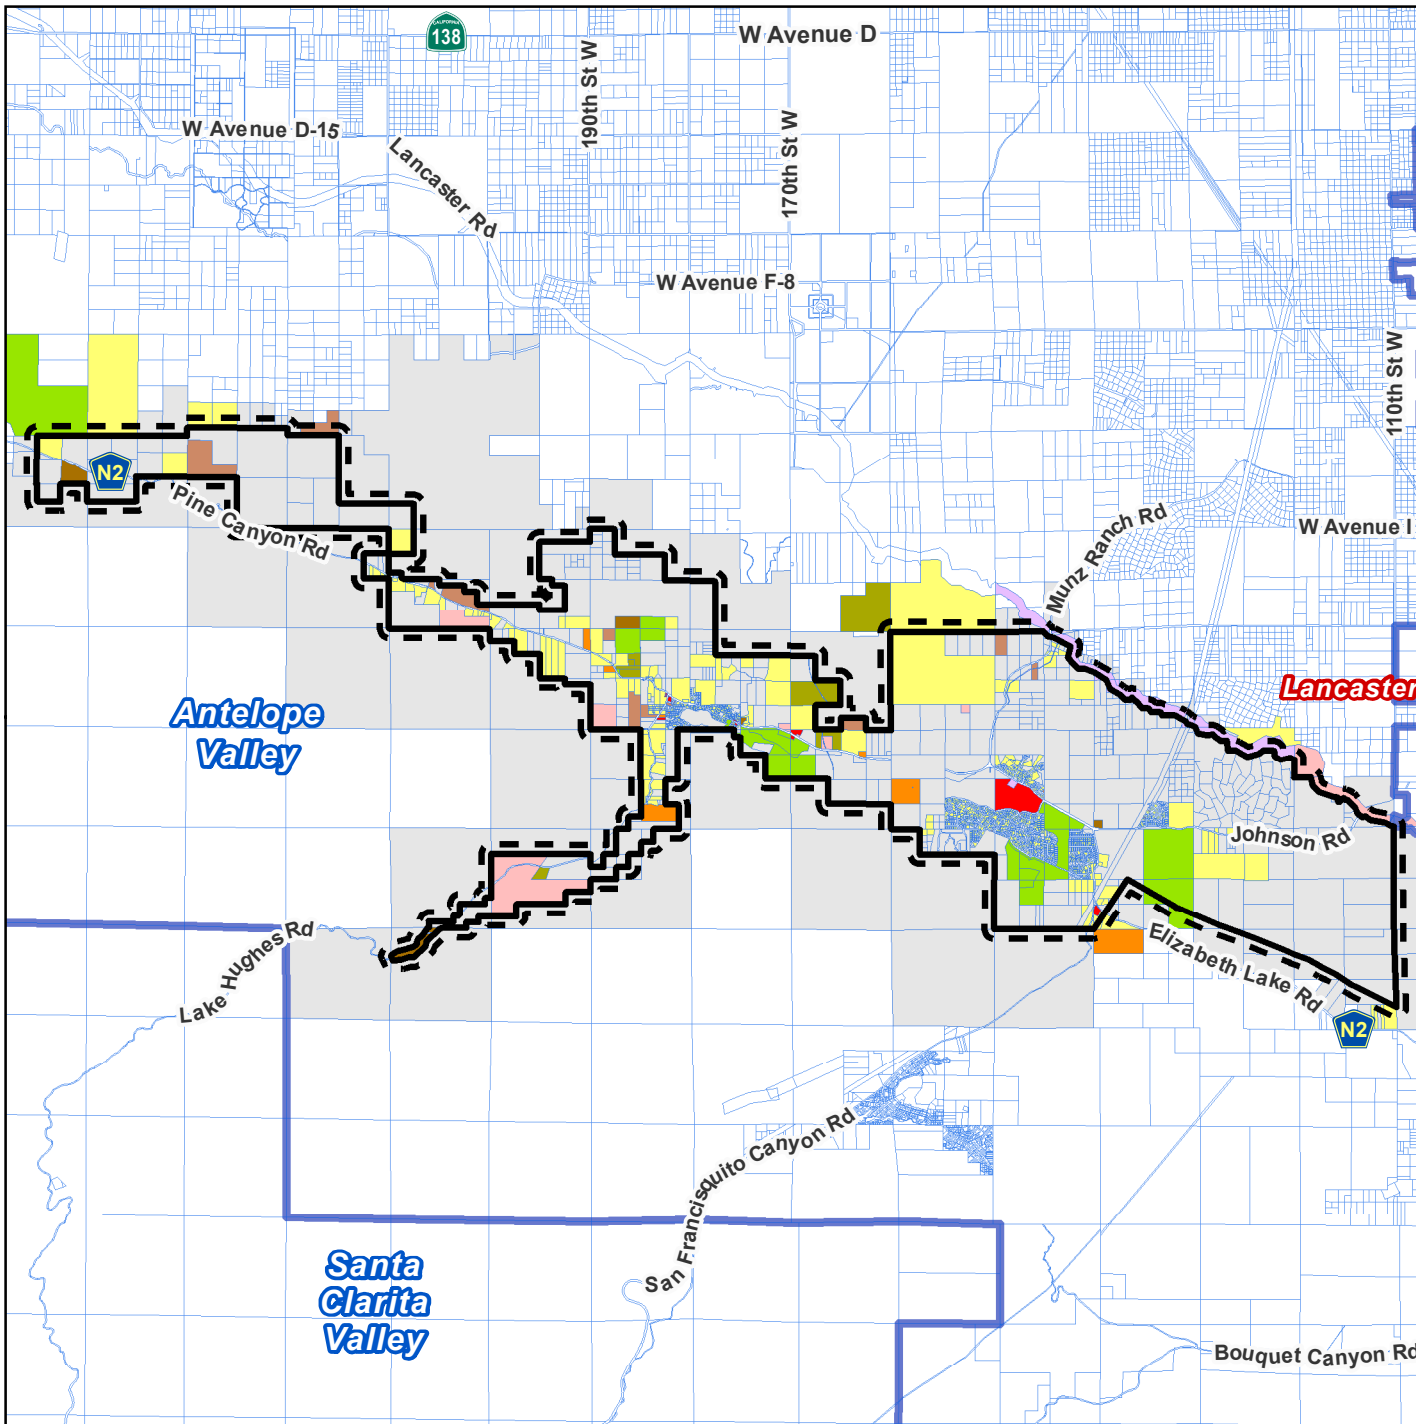 CALIFORNIA
138
W Avenue D
190th St W
W Avenue D-15
170th St W
Lancaster Rd
W Avenue F-8
110th St W
N2
Pine Canyon Rd
W Avenue I
Munz Ranch Rd
Lancaster
Antelope
Valley
Johnson Rd
Lake Hughes Rd
Elizabeth Lake Rd
N2
San Francisquito Canyon Rd
Santa
Clarita
Valley
Bouquet Canyon Rd